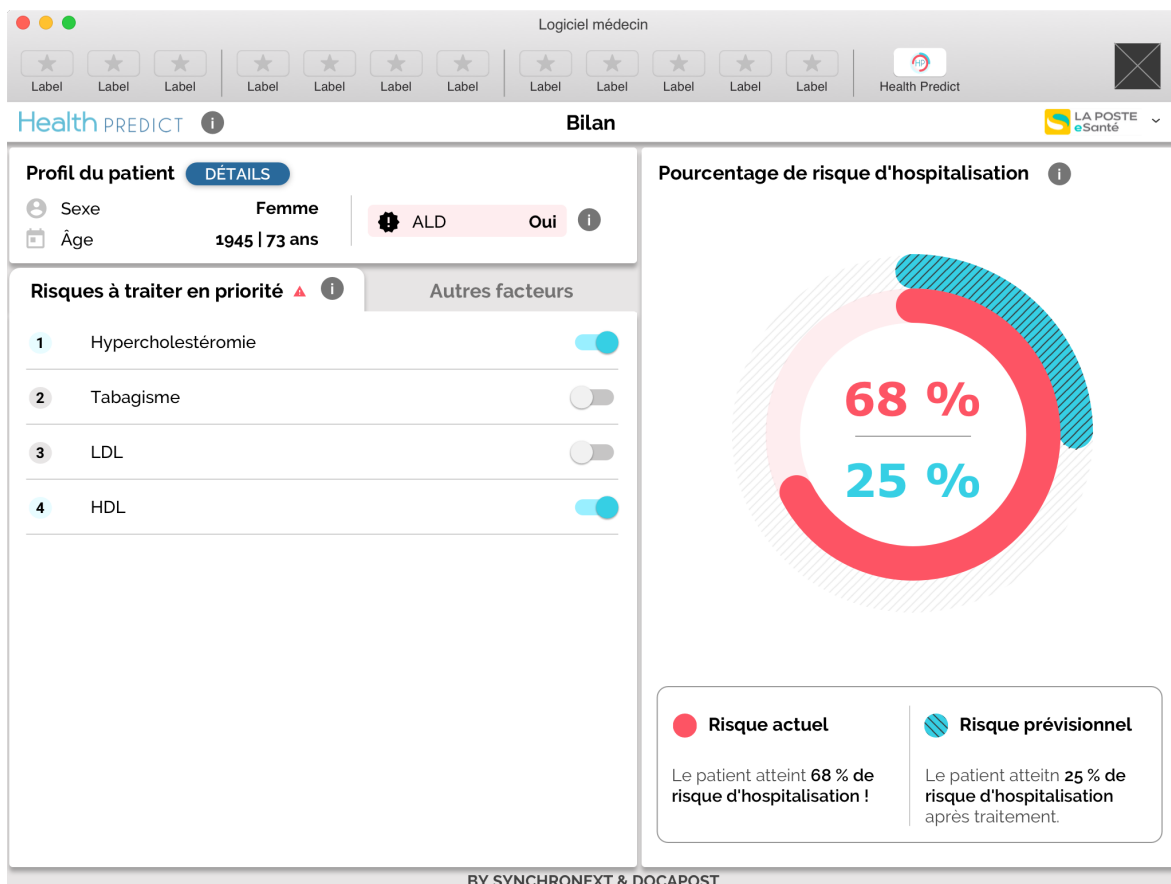 Logiciel médecin
Label Label Label Label Label Label Label Label Label Label Label Label Health Predict
HP
Health PREDICT i
Bilan
LA POSTE
eSanté
Profil du patient DÉTAILS
Sexe Femme
Âge 1945 | 73 ans
ALD Oui i
Risques à traiter en priorité i
Autres facteurs
1 Hypercholestéromie
2 Tabagisme
3 LDL
4 HDL
Pourcentage de risque d'hospitalisation i
68 %
25 %
Risque actuel
Le patient atteint 68 % de
risque d'hospitalisation !
Risque prévisionnel
Le patient atteitn 25 % de
risque d'hospitalisation
après traitement.
BY SYNCHRONEXT & DOCAPOST